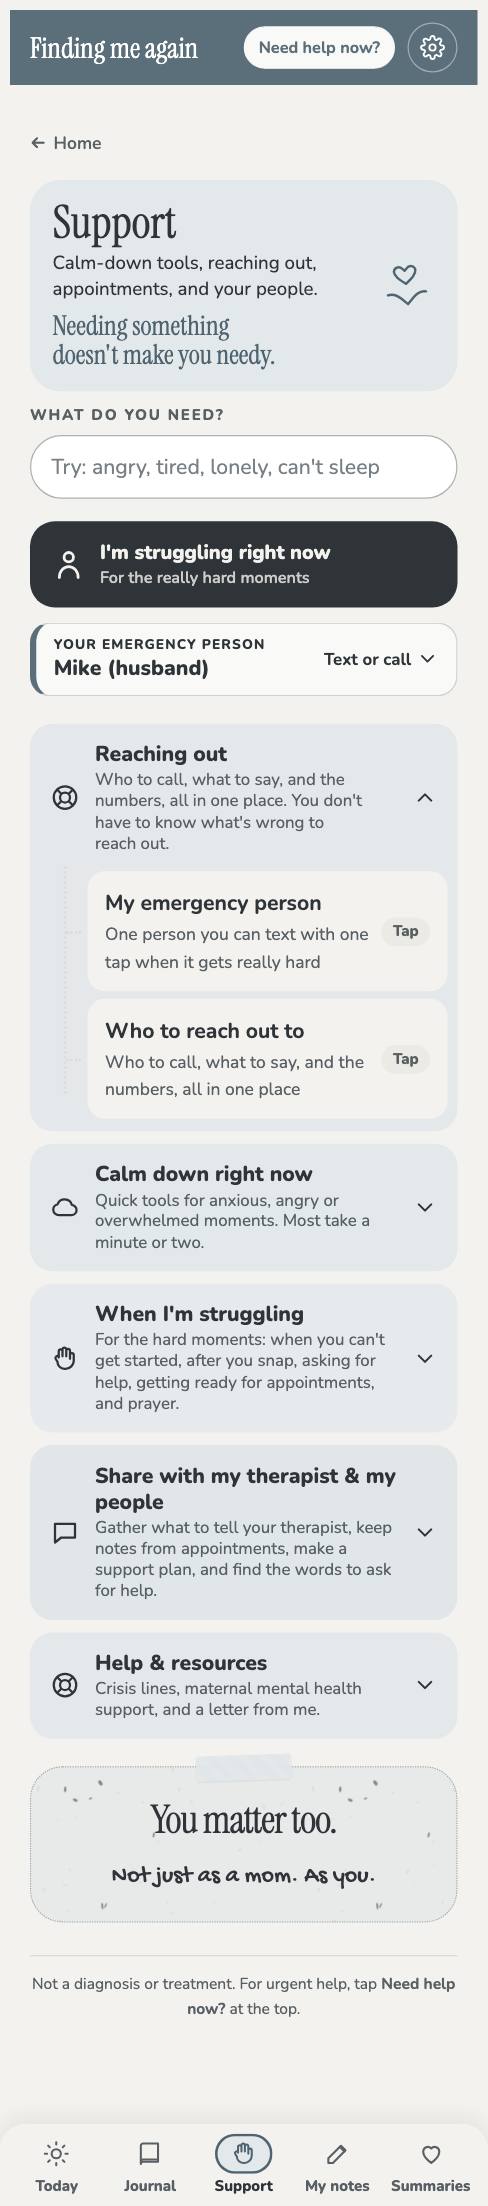 Finding me again
Need help now?
← Home
Support
Calm-down tools, reaching out,
appointments, and your people.
Needing something
doesn't make you needy.
WHAT DO YOU NEED?
Try: angry, tired, lonely, can't sleep
I'm struggling right now
For the really hard moments
YOUR EMERGENCY PERSON
Mike (husband)
Text or call
Reaching out
Who to call, what to say, and the
numbers, all in one place. You don't
have to know what's wrong to
reach out.
My emergency person
One person you can text with one
tap when it gets really hard
Tap
Who to reach out to
Who to call, what to say, and the
numbers, all in one place
Tap
Calm down right now
Quick tools for anxious, angry or
overwhelmed moments. Most take a
minute or two.
When I'm struggling
For the hard moments: when you can't
get started, after you snap, asking for
help, getting ready for appointments,
and prayer.
Share with my therapist & my
people
Gather what to tell your therapist, keep
notes from appointments, make a
support plan, and find the words to ask
for help.
Help & resources
Crisis lines, maternal mental health
support, and a letter from me.
You matter too.
Not just as a mom. As you.
Not a diagnosis or treatment. For urgent help, tap Need help
now? at the top.
Today
Journal
Support
My notes
Summaries